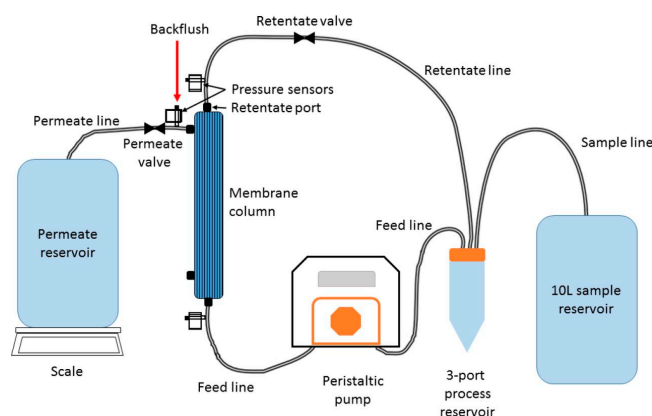 Backflush
Retentate valve
Retentate line
Pressure sensors
Retentate port
Permeate line
Permeate
valve
Sample line
Membrane
column
Feed line
Permeate
reservoir
10L sample
reservoir
Scale
Feed line
Peristaltic
pump
3-port
process
reservoir